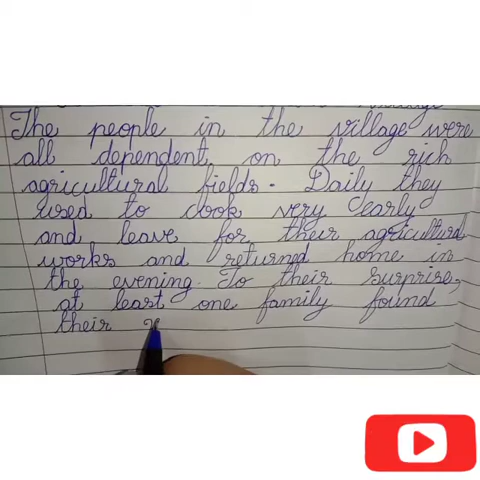 village
The people in the village were
all dependent on the rich
agricultural fields. Daily they
used to cook very early
and leave for their agricultural
works and returned home in
the evening. To their surprise,
at least one family found
their